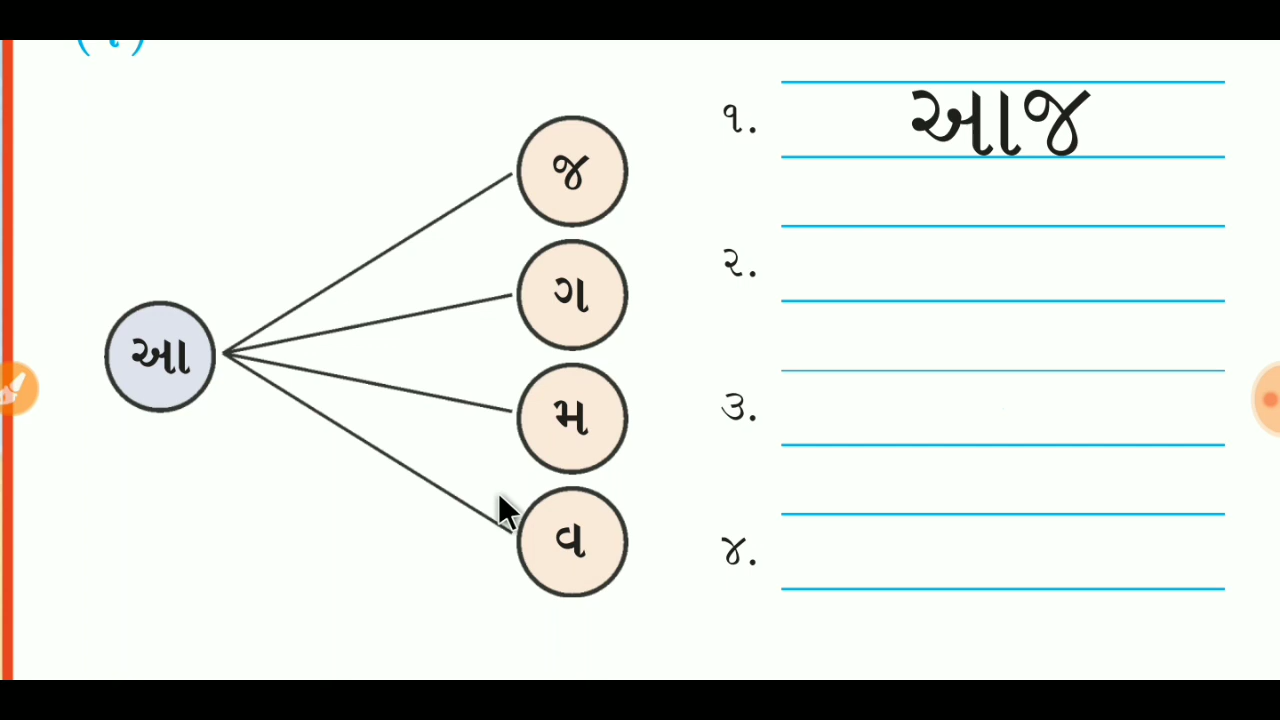 આ
જ
ગ
મ
વ
૧. આજ
૨.
૩.
૪.